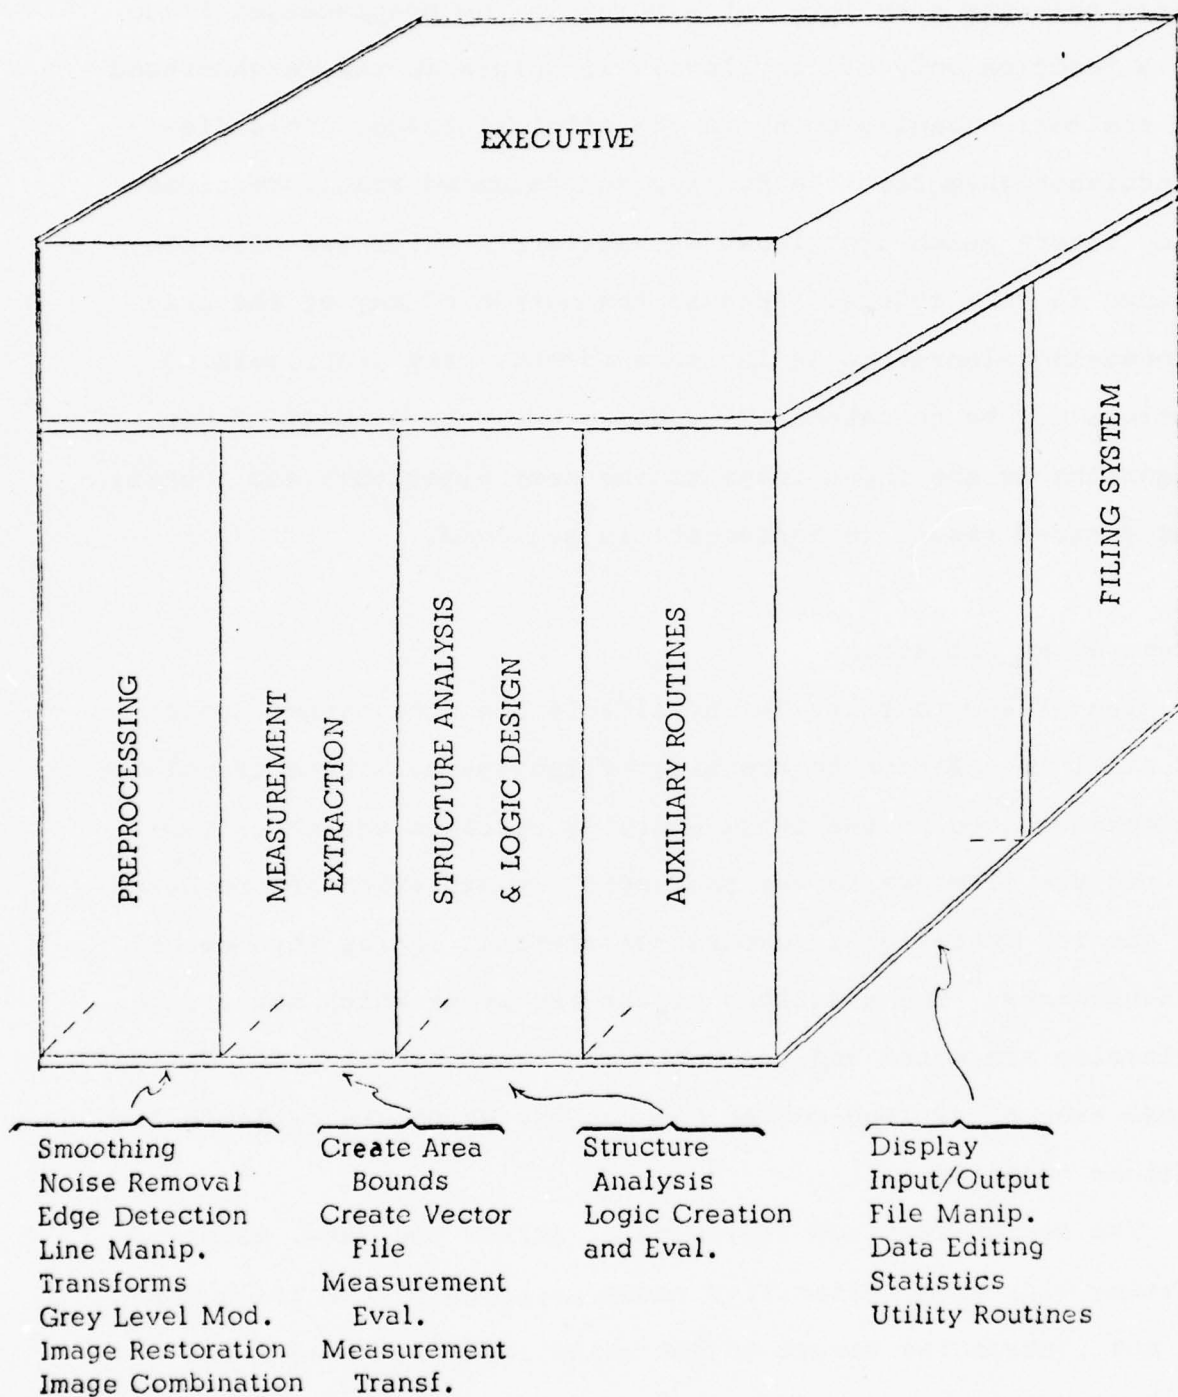 EXECUTIVE
FILING SYSTEM
PREPROCESSING
MEASUREMENT
EXTRACTION
STRUCTURE ANALYSIS
& LOGIC DESIGN
AUXILIARY ROUTINES
Smoothing
Noise Removal
Edge Detection
Line Manip.
Transforms
Grey Level Mod.
Image Restoration
Image Combination
Create Area
Bounds
Create Vector
File
Measurement
Eval.
Measurement
Transf.
Structure
Analysis
Logic Creation
and Eval.
Display
Input/Output
File Manip.
Data Editing
Statistics
Utility Routines